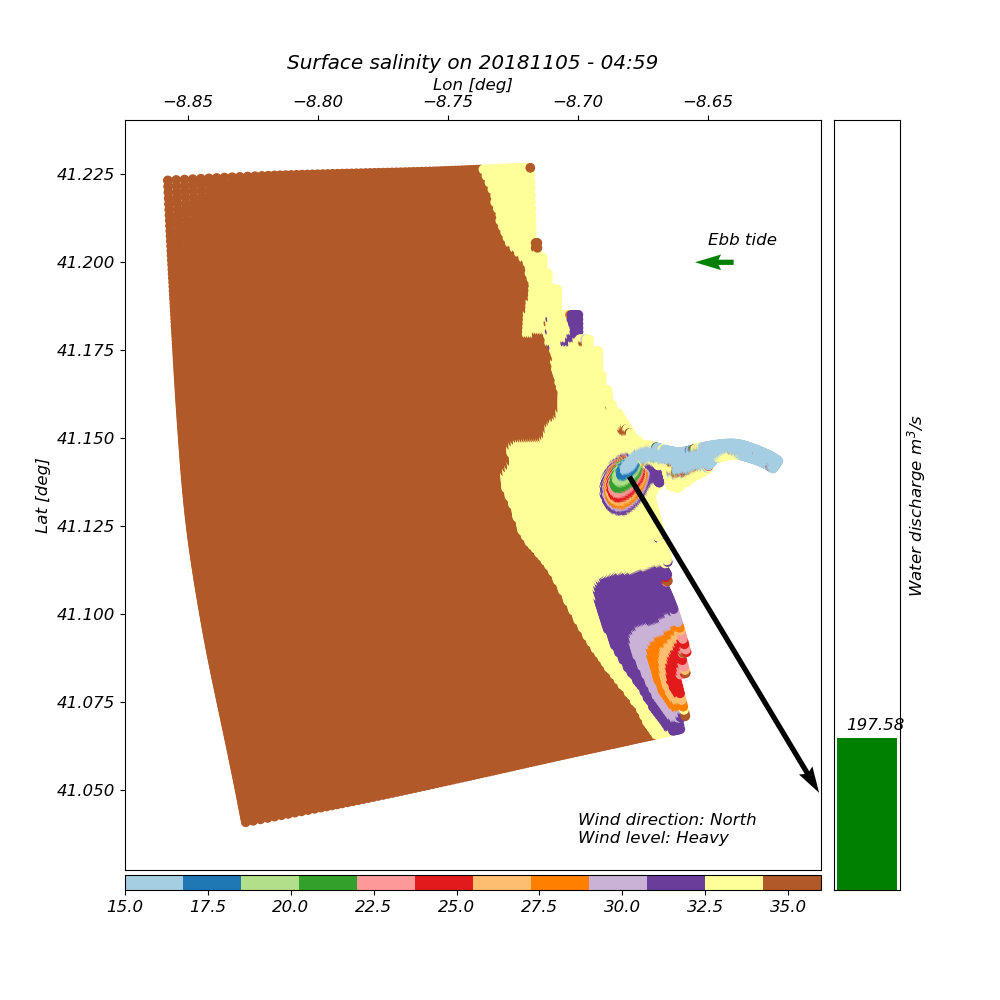 Surface salinity on 20181105 - 04:59
Lon [deg]
−8.85 −8.80 −8.75 −8.70 −8.65
41.225
41.200
41.175
41.150
41.125
41.100
41.075
41.050
Lat [deg]
Ebb tide
Wind direction: North
Wind level: Heavy
197.58
Water discharge m³/s
15.0 17.5 20.0 22.5 25.0 27.5 30.0 32.5 35.0